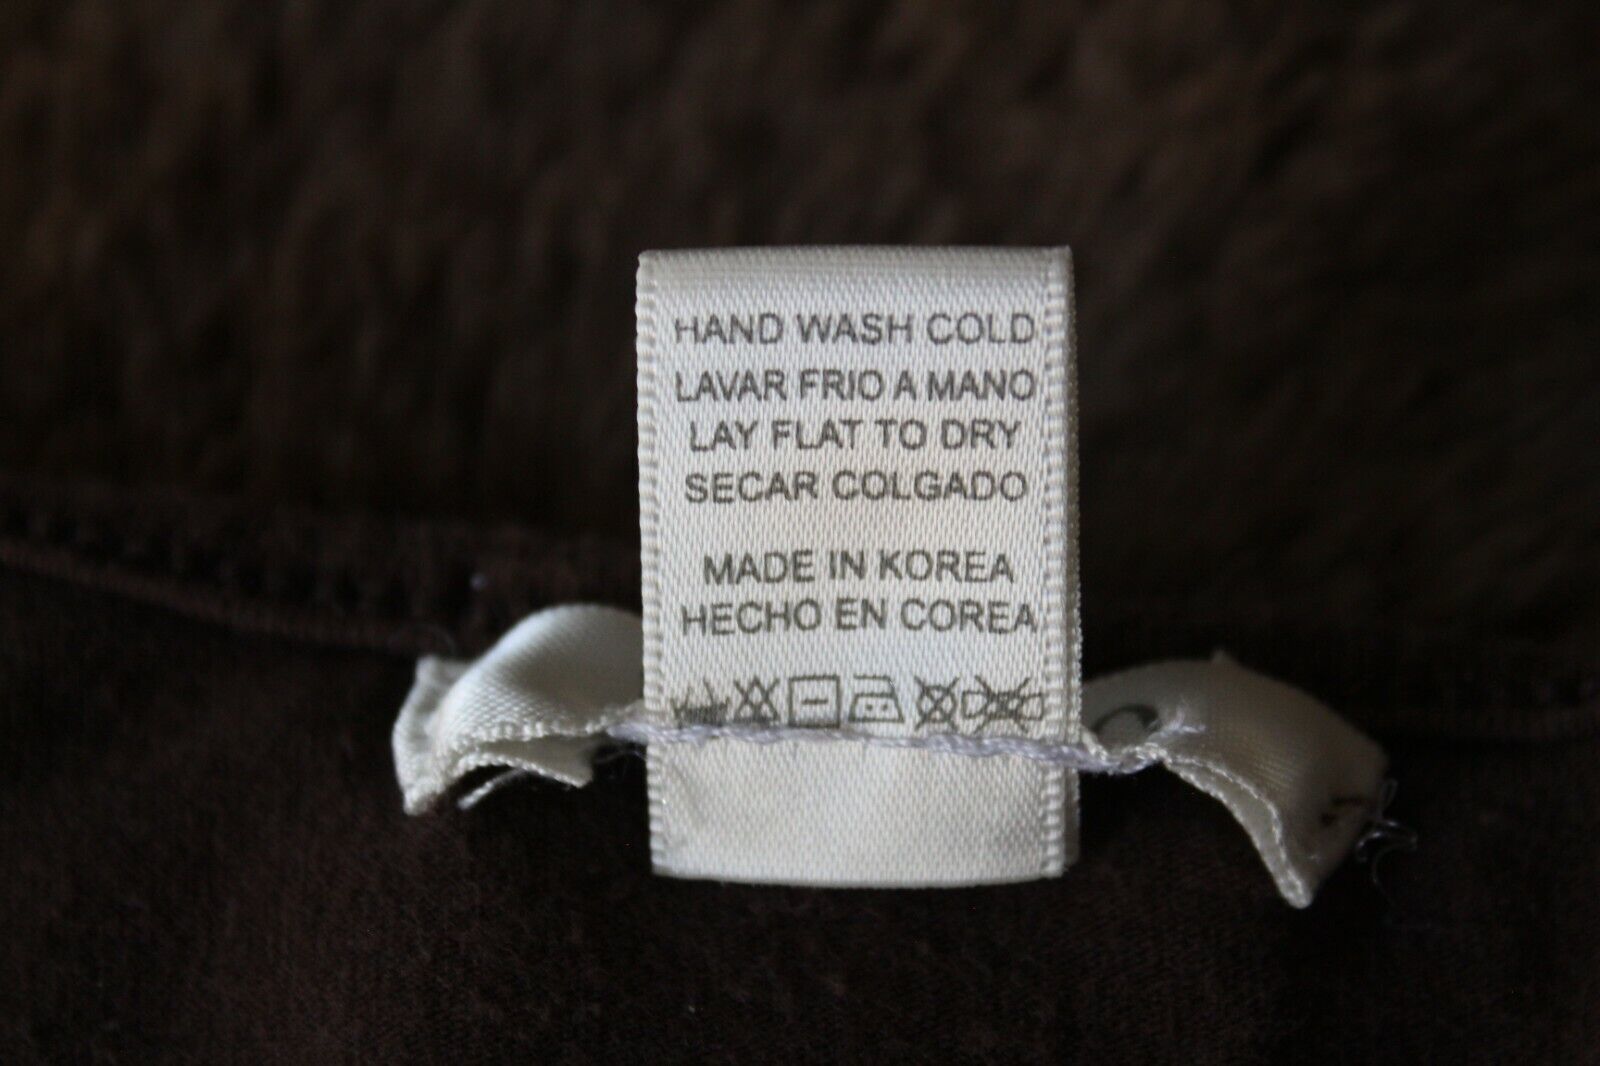 HAND WASH COLD
LAVAR FRIO A MANO
LAY FLAT TO DRY
SECAR COLGADO
MADE IN KOREA
HECHO EN COREA